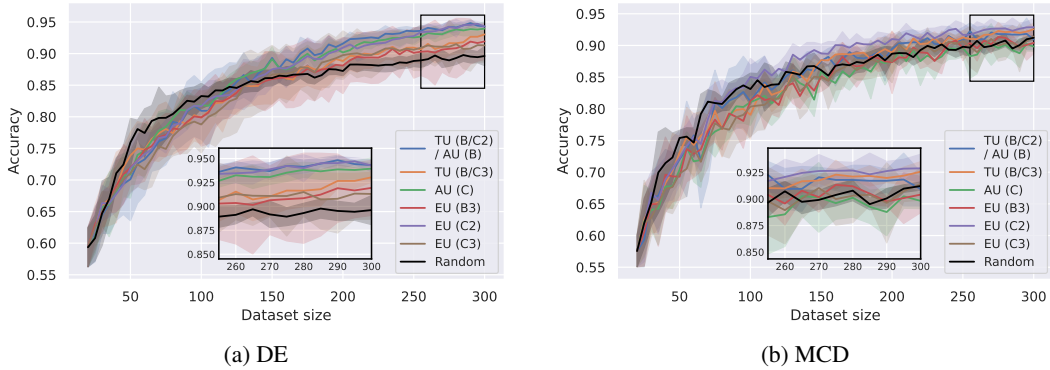 0.95
0.90
0.85
0.80
0.75
0.70
0.65
0.60
0.55
Accuracy
50
100
150
200
250
300
Dataset size
0.950
0.925
0.900
0.875
0.850
260
270
280
290
300
TU (B/C2)
/ AU (B)
TU (B/C3)
AU (C)
EU (B3)
EU (C2)
EU (C3)
Random
(a) DE
0.95
0.90
0.85
0.80
0.75
0.70
0.65
0.60
0.55
Accuracy
50
100
150
200
250
300
Dataset size
0.950
0.925
0.900
0.875
0.850
260
270
280
290
300
TU (B/C2)
/ AU (B)
TU (B/C3)
AU (C)
EU (B3)
EU (C2)
EU (C3)
Random
(b) MCD